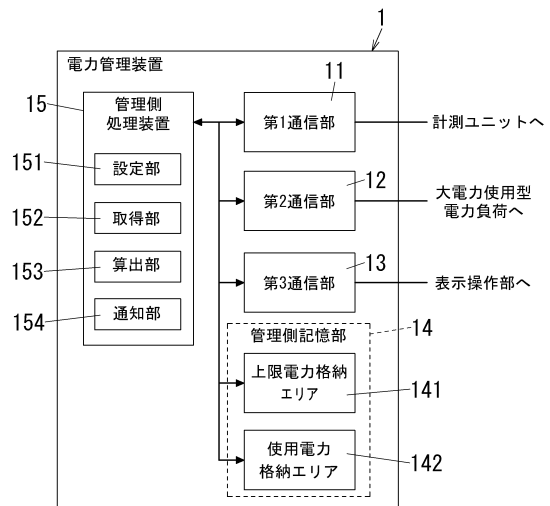 1
電力管理装置
15
管理側
処理装置
151
設定部
152
取得部
153
算出部
154
通知部
11
第1通信部
計測ユニットへ
12
第2通信部
大電力使用型
電力負荷へ
13
第3通信部
表示操作部へ
14
管理側記憶部
上限電力格納
エリア
141
使用電力
格納エリア
142